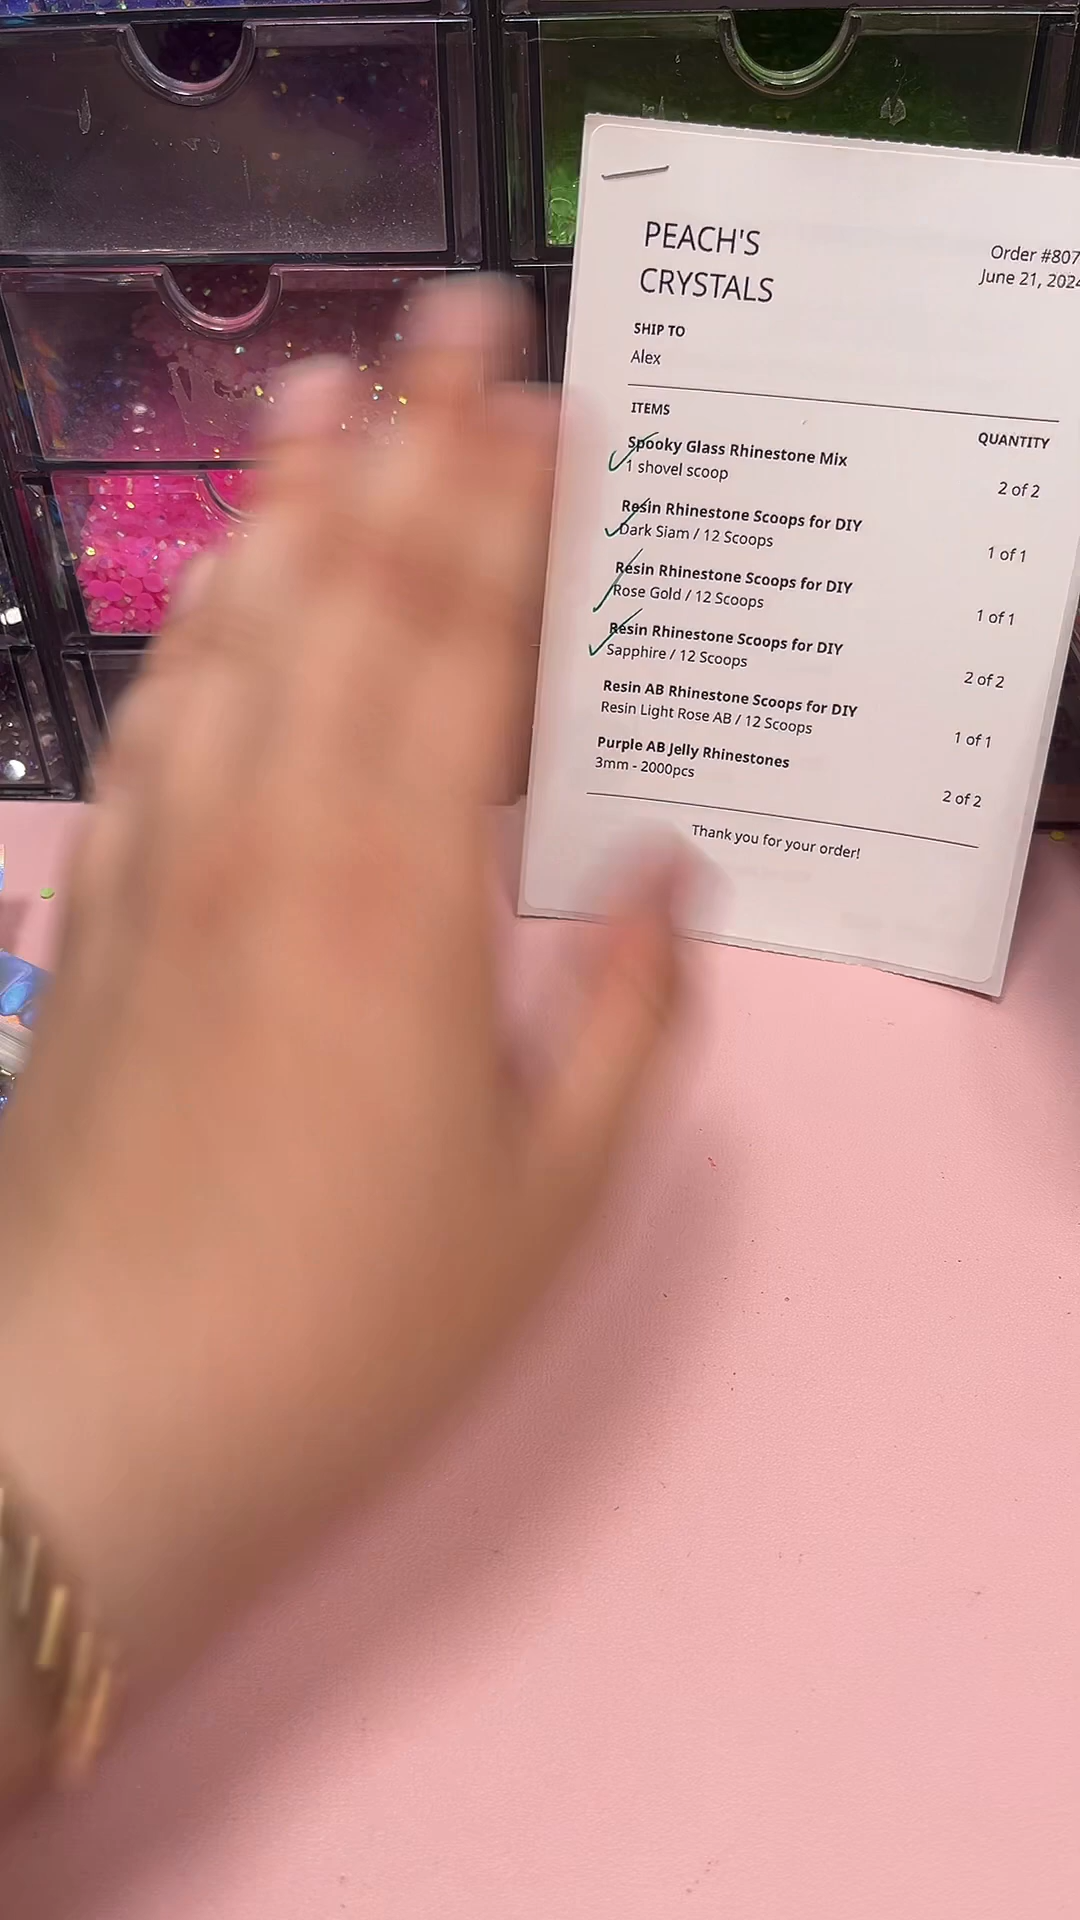 PEACH'S
CRYSTALS
Order #807
June 21, 2024
SHIP TO
Alex
ITEMS
QUANTITY
Spooky Glass Rhinestone Mix
1 shovel scoop
2 of 2
Resin Rhinestone Scoops for DIY
Dark Siam / 12 Scoops
1 of 1
Resin Rhinestone Scoops for DIY
Rose Gold / 12 Scoops
1 of 1
Resin Rhinestone Scoops for DIY
Sapphire / 12 Scoops
2 of 2
Resin AB Rhinestone Scoops for DIY
Resin Light Rose AB / 12 Scoops
1 of 1
Purple AB Jelly Rhinestones
3mm - 2000pcs
2 of 2
Thank you for your order!